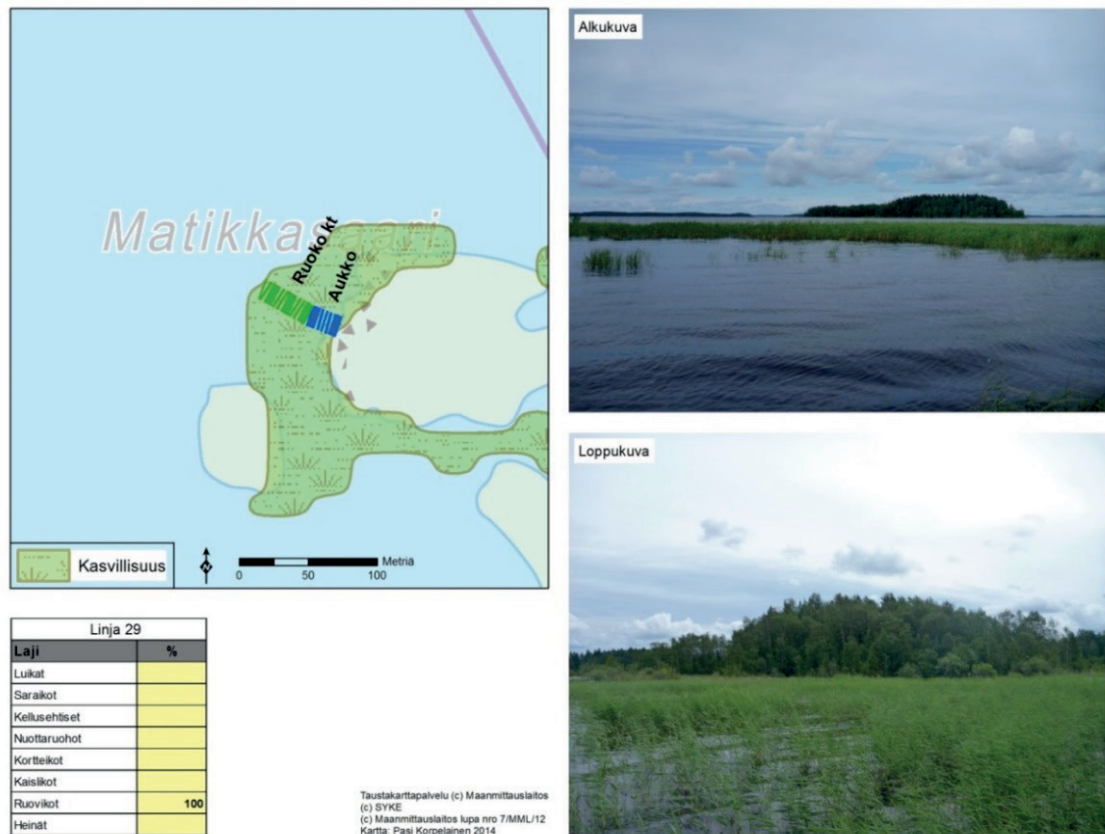 Matikkasaari
Ruoko kt
Aukko
Kasvillisuus
Metriä
0 50 100
Alkukuva
Loppukuva
Linja 29
Laji %
Luikat
Saraikot
Kellusehtiset
Nuottaruohot
Kortteikot
Kaislikot
Ruovikot 100
Heinät
Taustakarttapalvelu (c) Maanmittauslaitos
(c) SYKE
(c) Maanmittauslaitos lupa nro 7/MML/12
Kartta: Pasi Korpelainen 2014